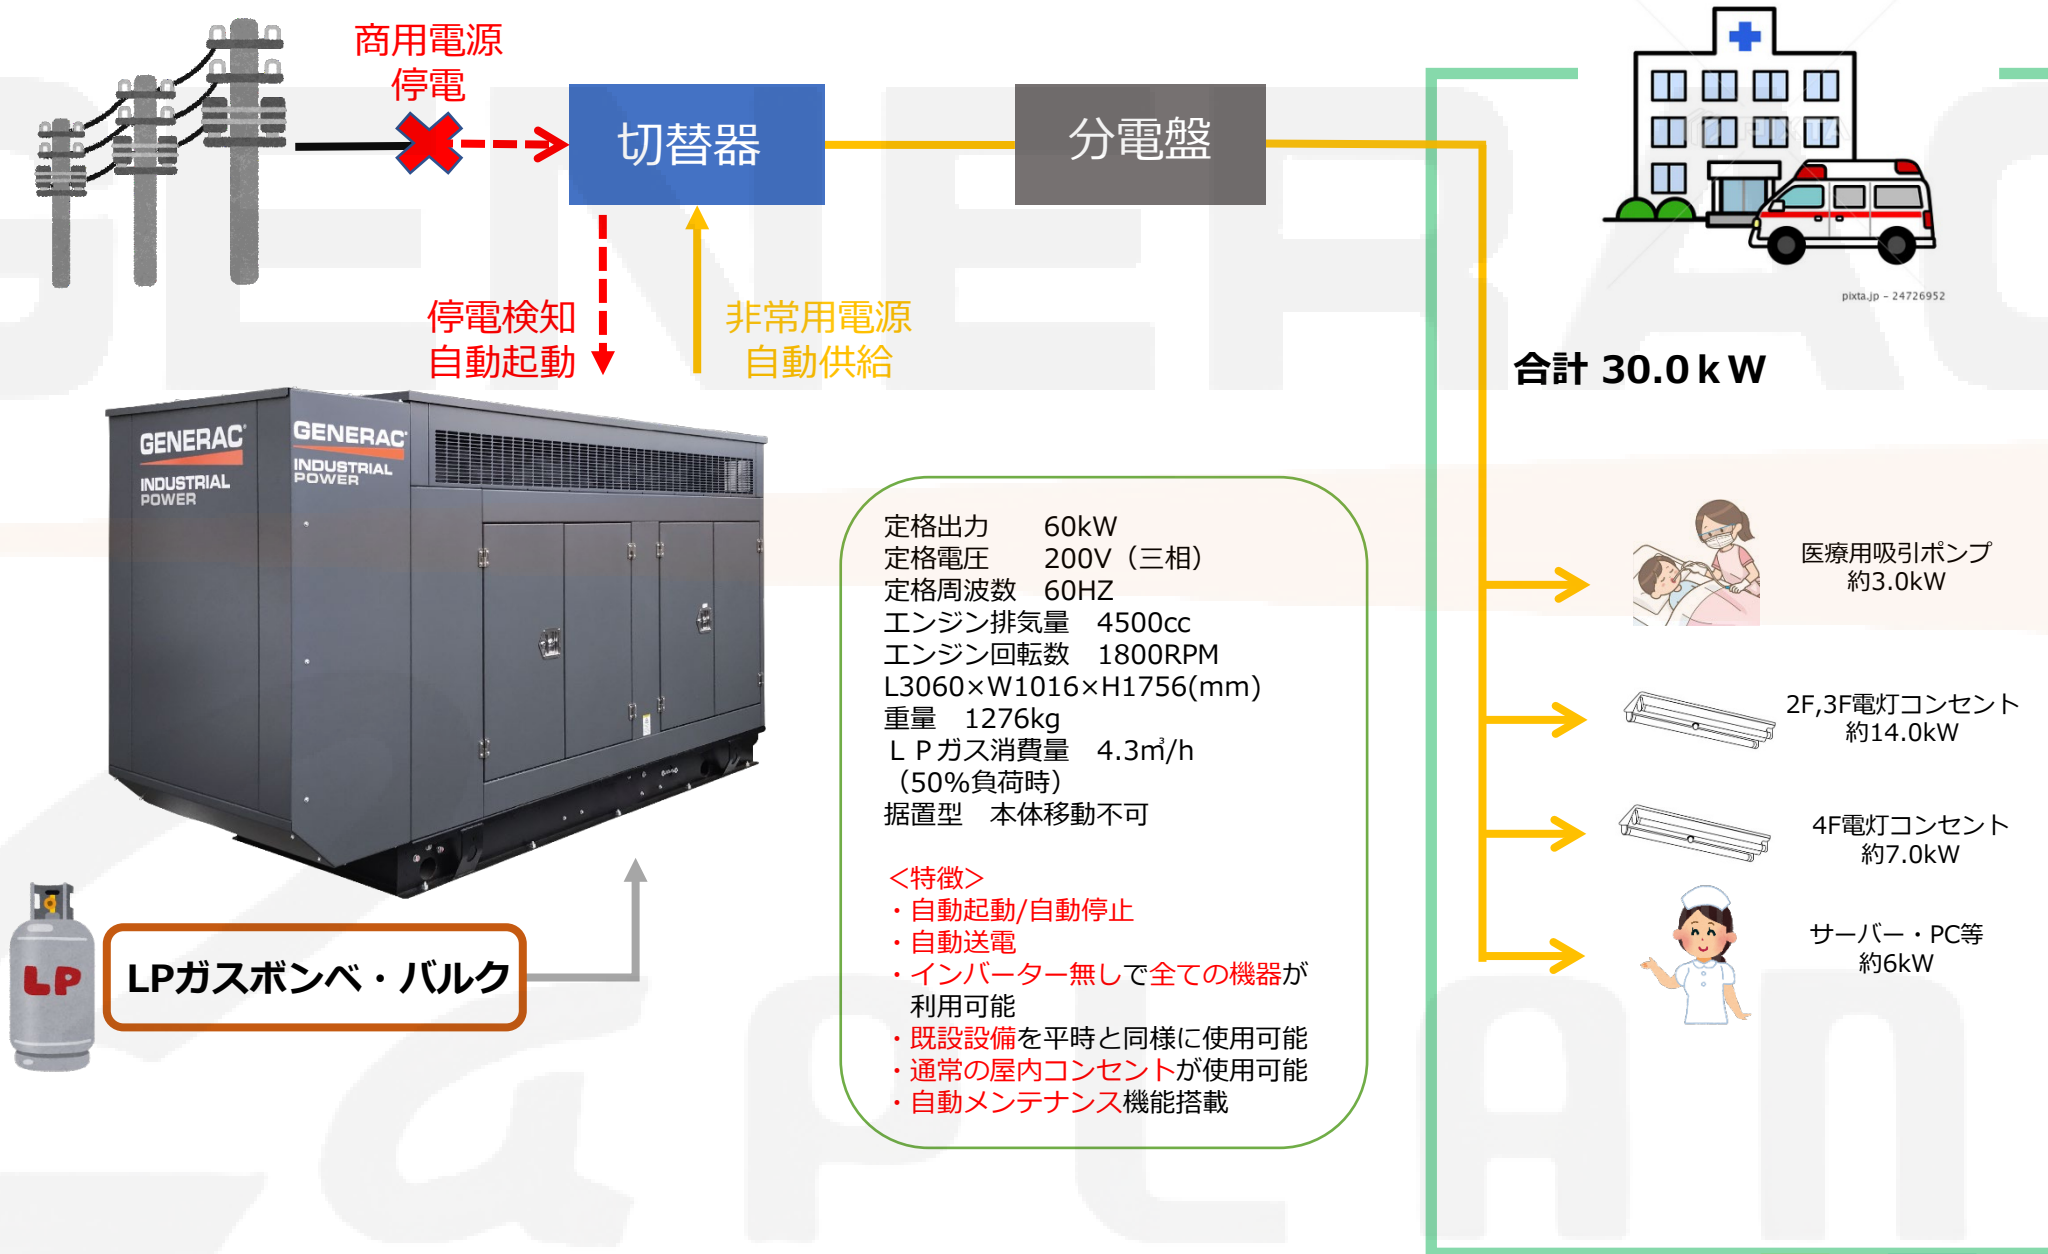 商用電源
停電
切替器
分電盤
停電検知
自動起動
非常用電源
自動供給
pixta.jp - 24726952
PIXTA
合計 30.0ｋW
GENERAC
INDUSTRIAL
POWER
GENERAC
INDUSTRIAL
POWER
定格出力　　60kW
定格電圧　　200V（三相）
定格周波数　60HZ
エンジン排気量　4500cc
エンジン回転数　1800RPM
L3060×W1016×H1756(mm)
重量　1276kg
ＬＰガス消費量　4.3㎥/h
（50%負荷時）
据置型　本体移動不可
＜特徴＞
・自動起動/自動停止
・自動送電
・インバーター無しで全ての機器が
利用可能
・既設設備を平時と同様に使用可能
・通常の屋内コンセントが使用可能
・自動メンテナンス機能搭載
医療用吸引ポンプ
約3.0kW
2F,3F電灯コンセント
約14.0kW
4F電灯コンセント
約7.0kW
サーバー・PC等
約6kW
LP
LPガスボンベ・バルク
GENERAC